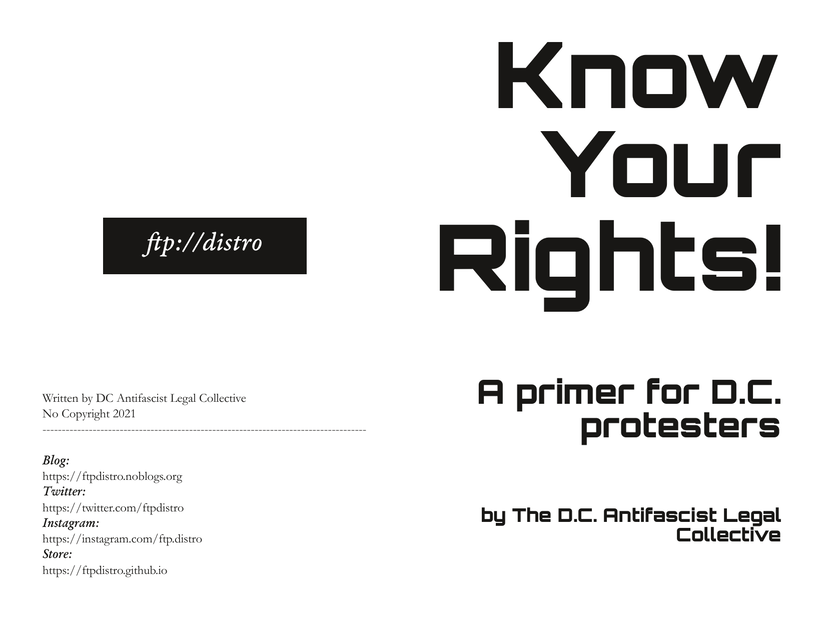 ftp://distro
Written by DC Antifascist Legal Collective
No Copyright 2021
--------------------------------------------------------------------------------
Blog:
https://ftpdistro.noblogs.org
Twitter:
https://twitter.com/ftpdistro
Instagram:
https://instagram.com/ftp.distro
Store:
https://ftpdistro.github.io
Know
Your
Rights!
A primer for D.C.
protesters
by The D.C. Antifascist Legal
Collective